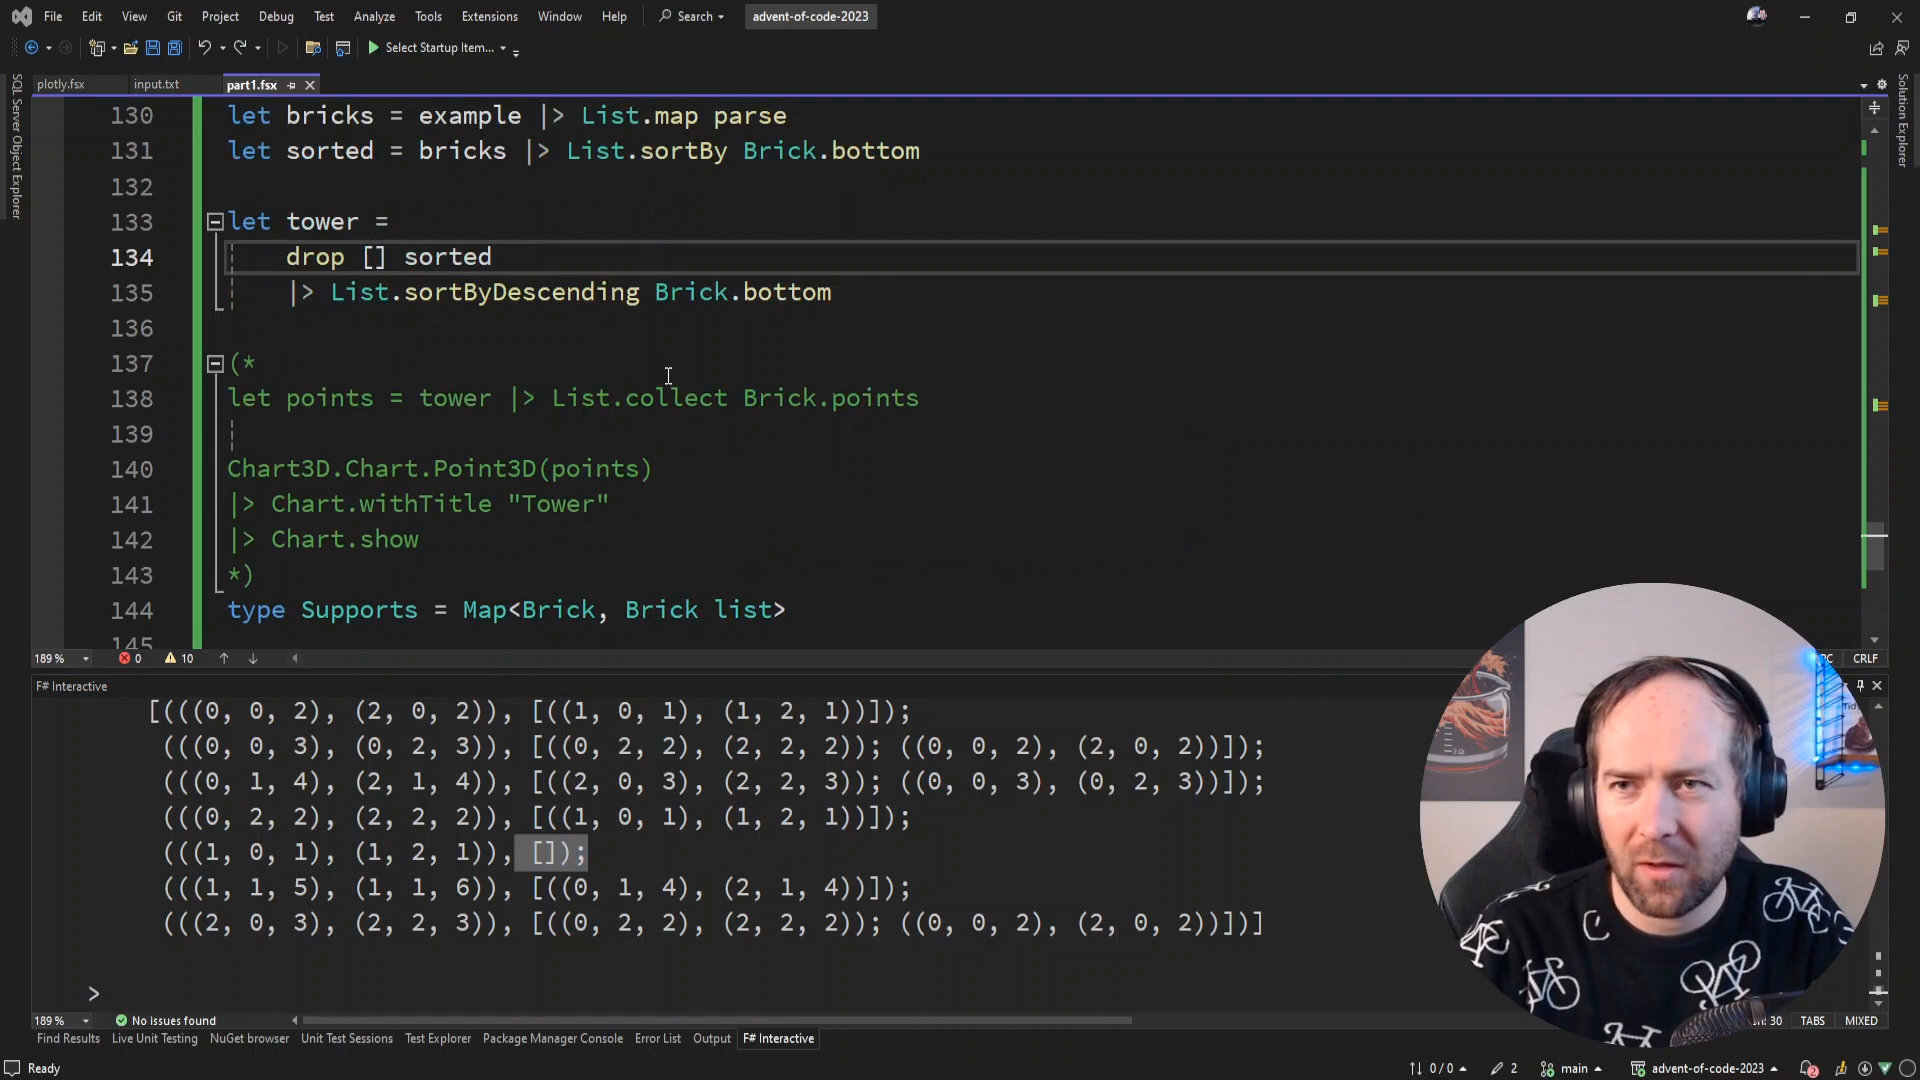 File Edit View Git Project Debug Test Analyze Tools Extensions Window Help Search advent-of-code-2023
Select Startup Item...
plotly.fsx input.txt part1.fsx
SQL Server Object Explorer
Solution Explorer
130 let bricks = example |> List.map parse
131 let sorted = bricks |> List.sortBy Brick.bottom
132
133 let tower =
134 drop [] sorted
135 |> List.sortByDescending Brick.bottom
136
137 (*
138 let points = tower |> List.collect Brick.points
139
140 Chart3D.Chart.Point3D(points)
141 |> Chart.withTitle "Tower"
142 |> Chart.show
143 *)
144 type Supports = Map<Brick, Brick list>
145
189 % 0 10 CRLF
F# Interactive
[(((0, 0, 2), (2, 0, 2)), [((1, 0, 1), (1, 2, 1))]);
(((0, 0, 3), (0, 2, 3)), [((0, 2, 2), (2, 2, 2)); ((0, 0, 2), (2, 0, 2))]);
(((0, 1, 4), (2, 1, 4)), [((2, 0, 3), (2, 2, 3)); ((0, 0, 3), (0, 2, 3))]);
(((0, 2, 2), (2, 2, 2)), [((1, 0, 1), (1, 2, 1))]);
(((1, 0, 1), (1, 2, 1)), []);
(((1, 1, 5), (1, 1, 6)), [((0, 1, 4), (2, 1, 4))]);
(((2, 0, 3), (2, 2, 3)), [((0, 2, 2), (2, 2, 2)); ((0, 0, 2), (2, 0, 2))])]
>
189 % No issues found : 30 TABS MIXED
Find Results Live Unit Testing NuGet browser Unit Test Sessions Test Explorer Package Manager Console Error List Output F# Interactive
Ready 0 / 0 2 main advent-of-code-2023 2